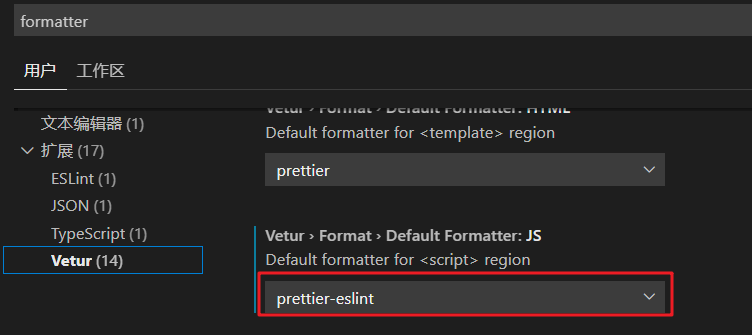 formatter
用户 工作区
文本编辑器 (1)
扩展 (17)
ESLint (1)
JSON (1)
TypeScript (1)
Vetur (14)
Vetur › Format › Default Formatter: HTML
Default formatter for <template> region
prettier
Vetur › Format › Default Formatter: JS
Default formatter for <script> region
prettier-eslint